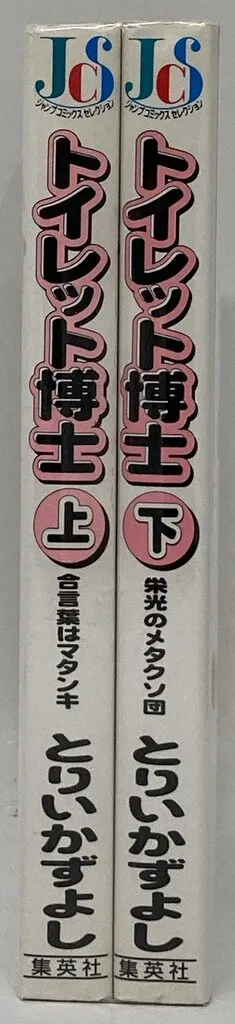 JCS
ジャンプコミックスセレクション
トイレット博士
上
合言葉はマタンキ
とりいかずよし
集英社
JCS
ジャンプコミックスセレクション
トイレット博士
下
栄光のメタクソ団
とりいかずよし
集英社